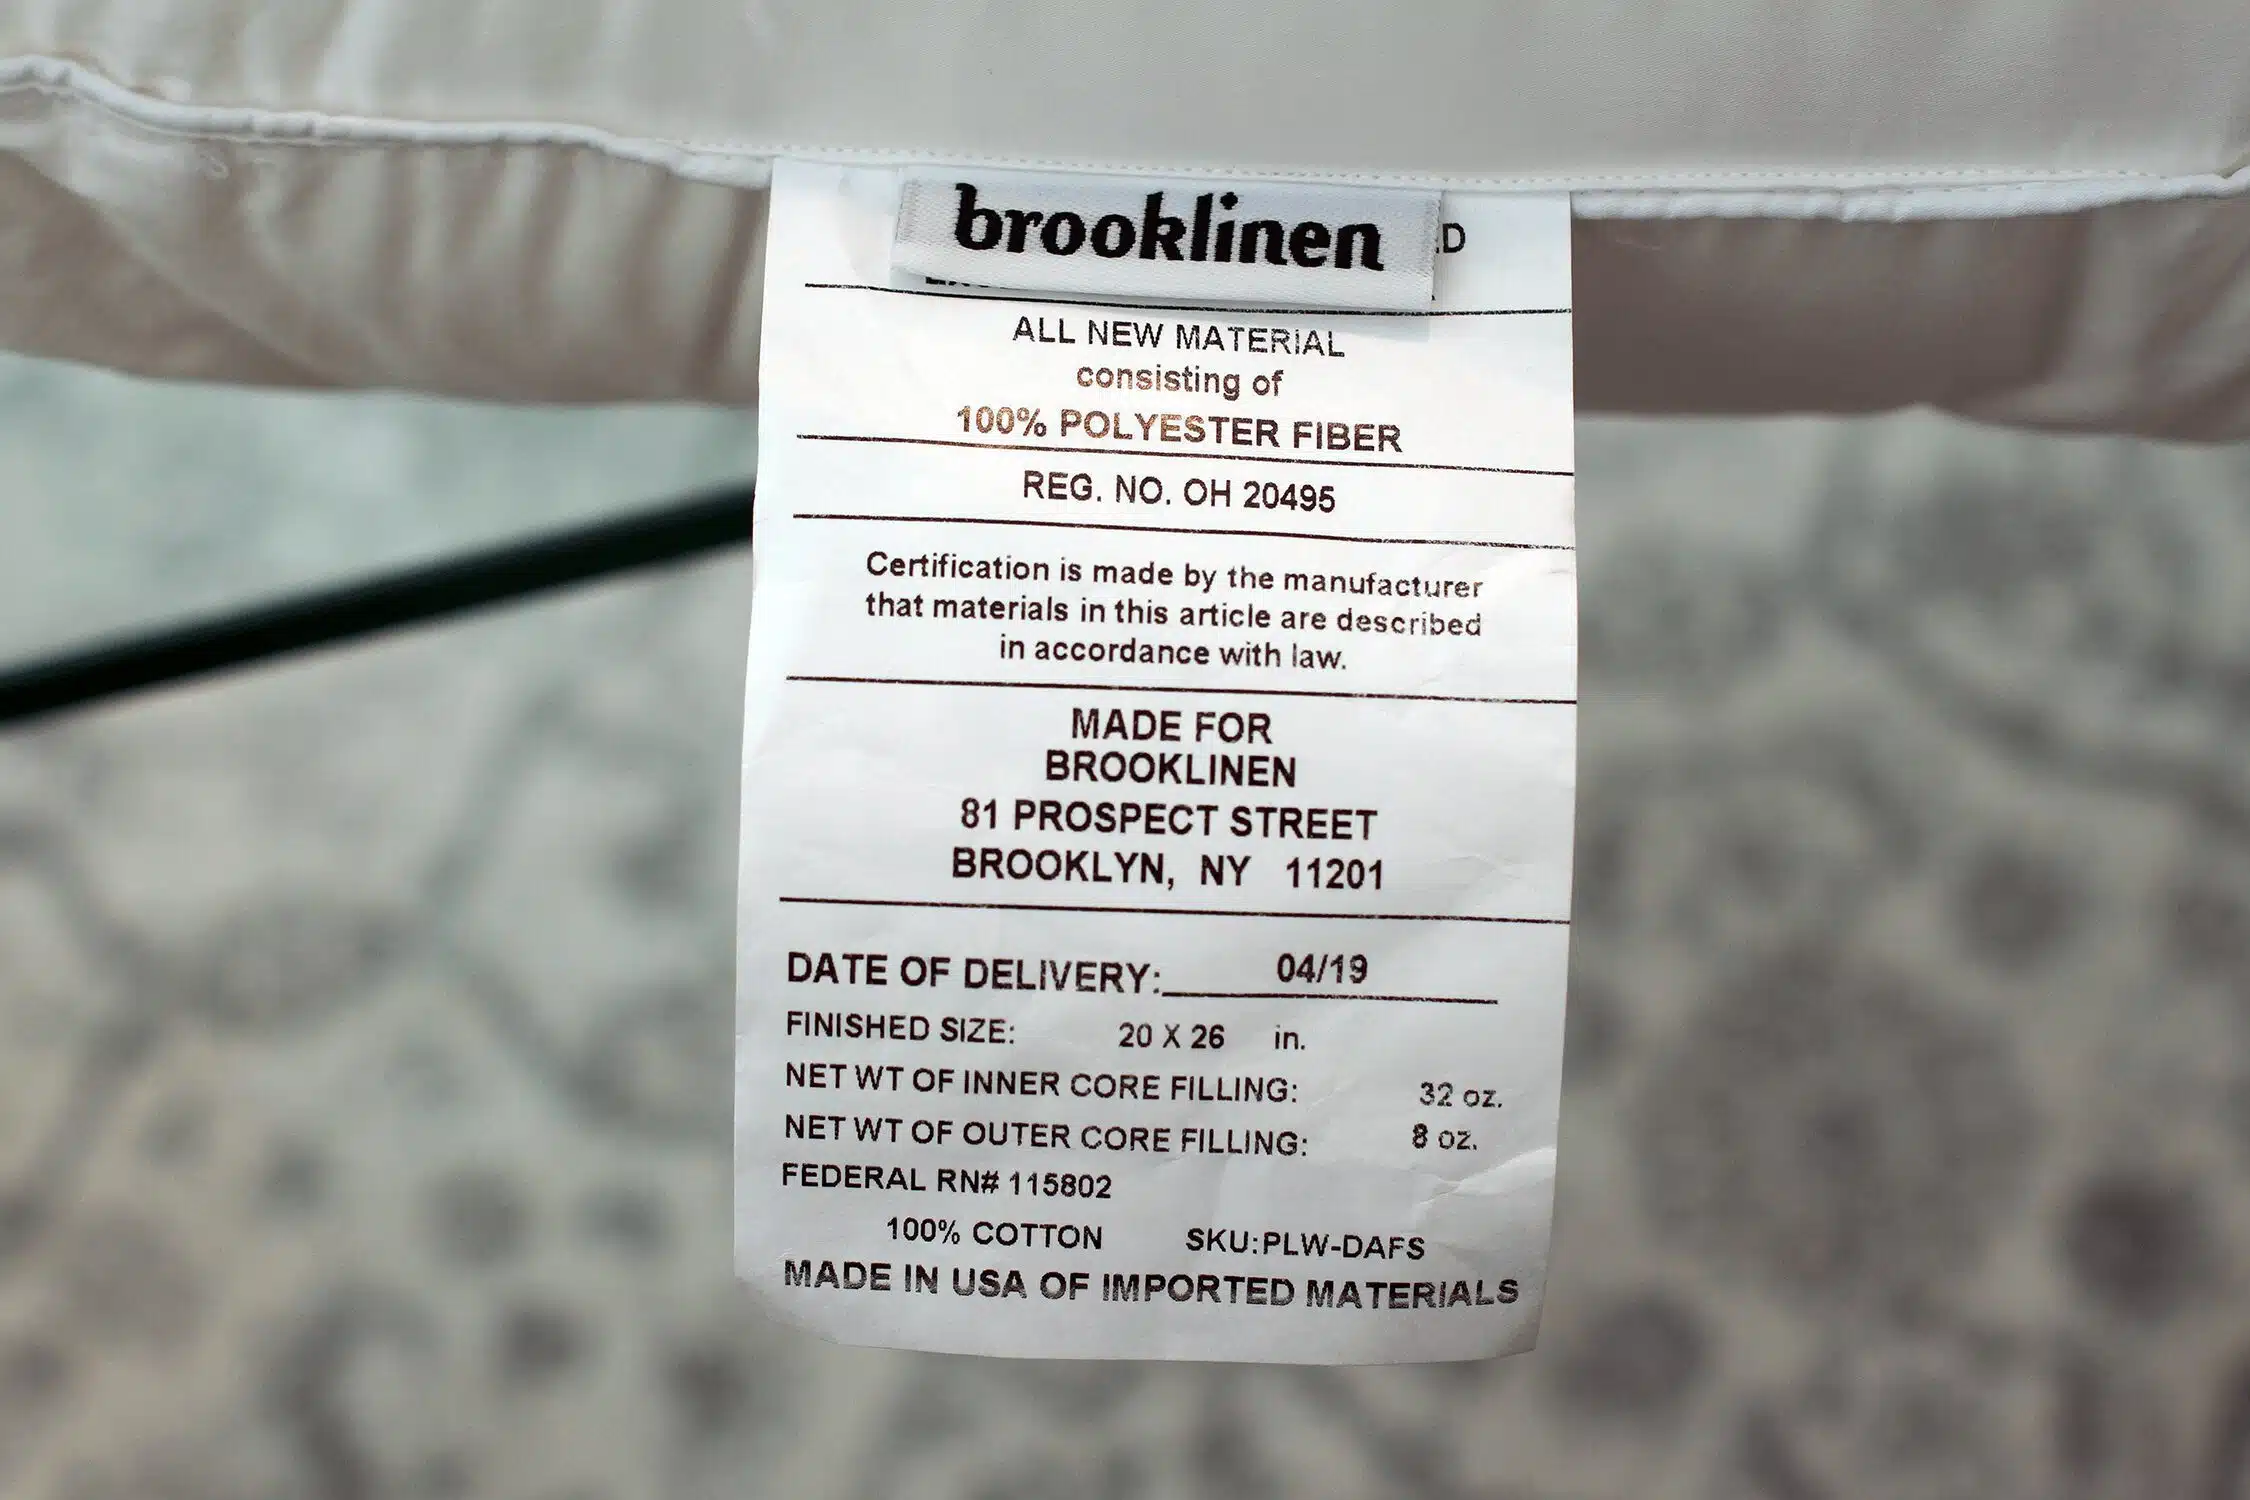 brooklinen
ALL NEW MATERIAL
consisting of
100% POLYESTER FIBER
REG. NO. OH 20495
Certification is made by the manufacturer
that materials in this article are described
in accordance with law.
MADE FOR
BROOKLINEN
81 PROSPECT STREET
BROOKLYN, NY 11201
DATE OF DELIVERY: 04/19
FINISHED SIZE: 20 X 26 in.
NET WT OF INNER CORE FILLING: 32 oz.
NET WT OF OUTER CORE FILLING: 8 oz.
FEDERAL RN# 115802
100% COTTON SKU:PLW-DAFS
MADE IN USA OF IMPORTED MATERIALS